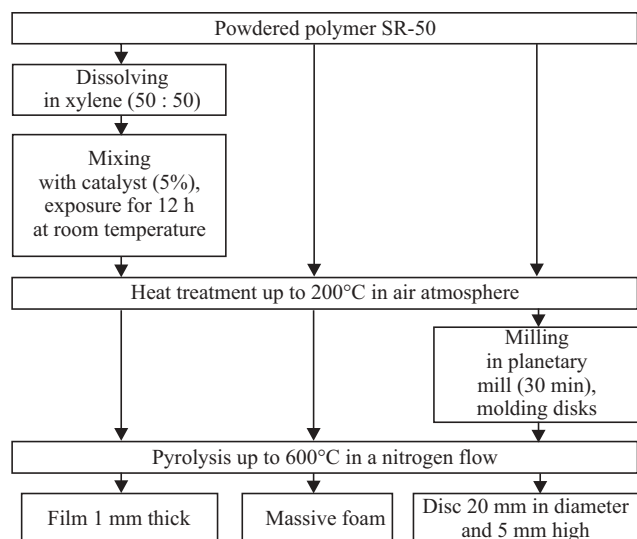 Powdered polymer SR-50
Dissolving
in xylene (50 : 50)
Mixing
with catalyst (5%),
exposure for 12 h
at room temperature
Heat treatment up to 200°C in air atmosphere
Milling
in planetary
mill (30 min),
molding disks
Pyrolysis up to 600°C in a nitrogen flow
Film 1 mm thick
Massive foam
Disc 20 mm in diameter
and 5 mm high